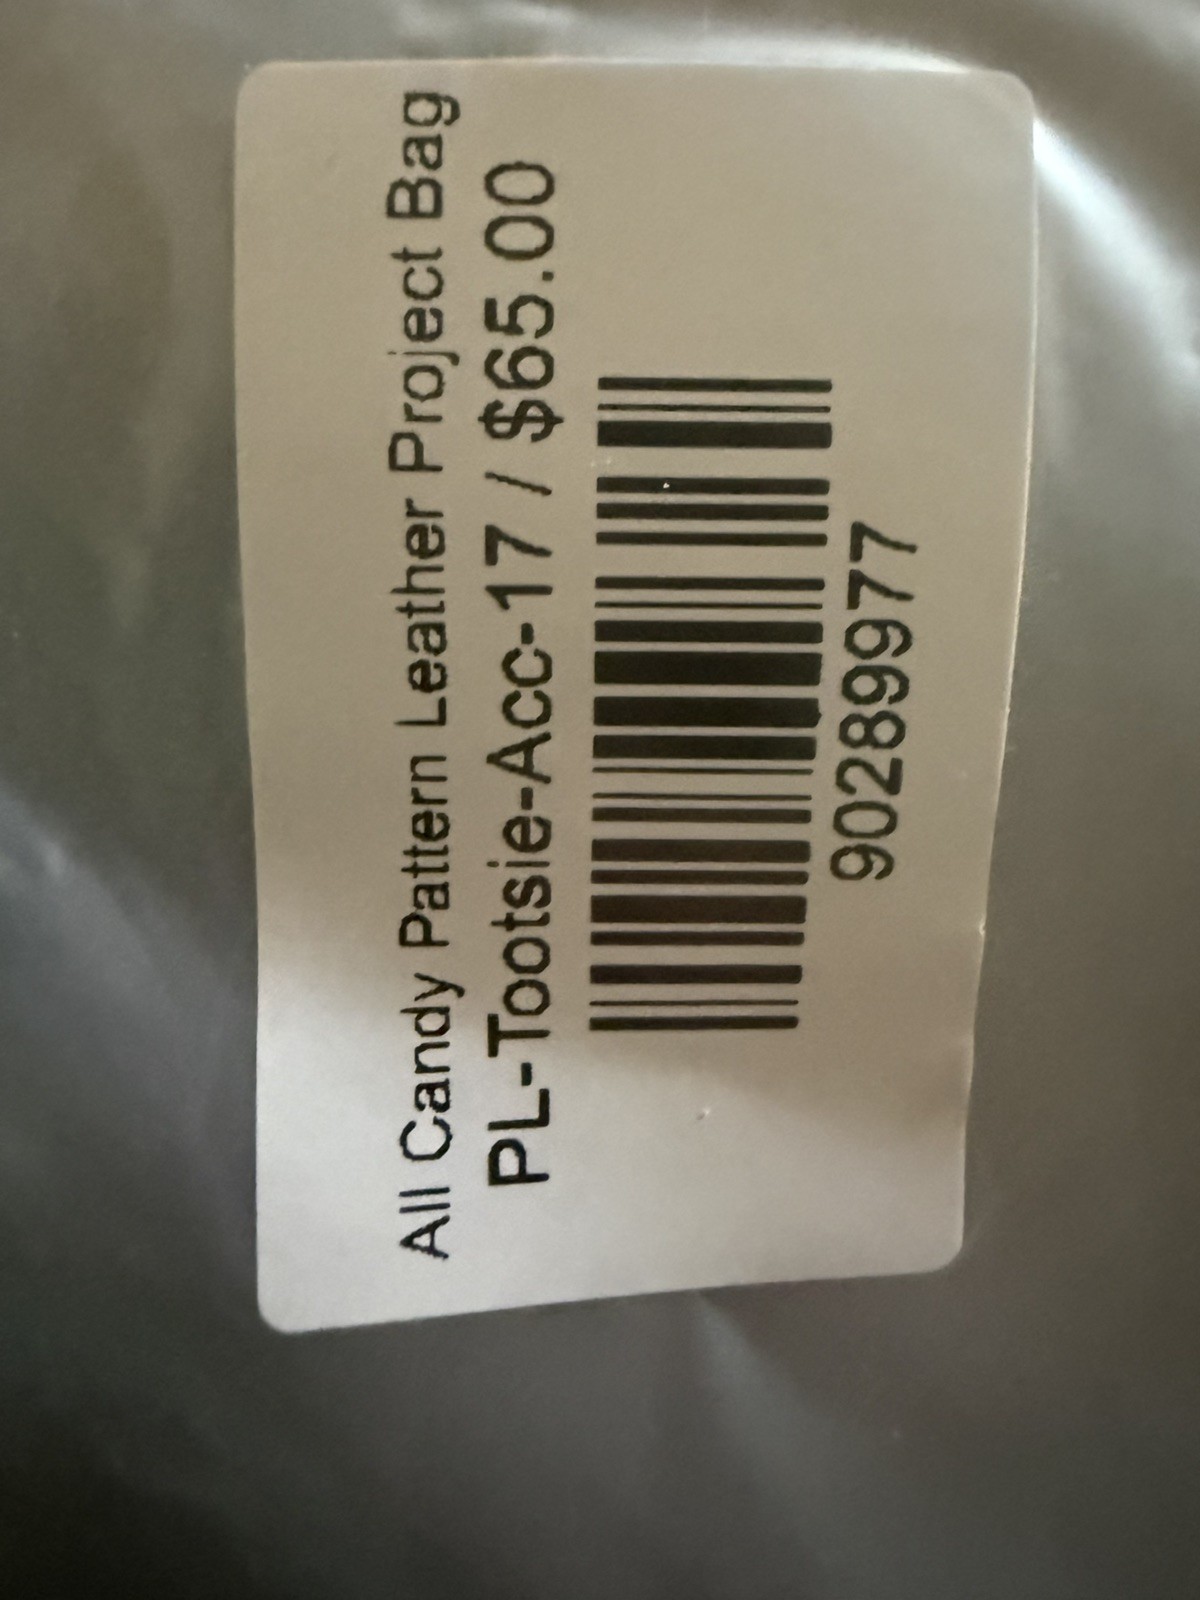 All Candy Pattern Leather Project Bag
PL-Tootsie-Acc-17 / $65.00
90289977